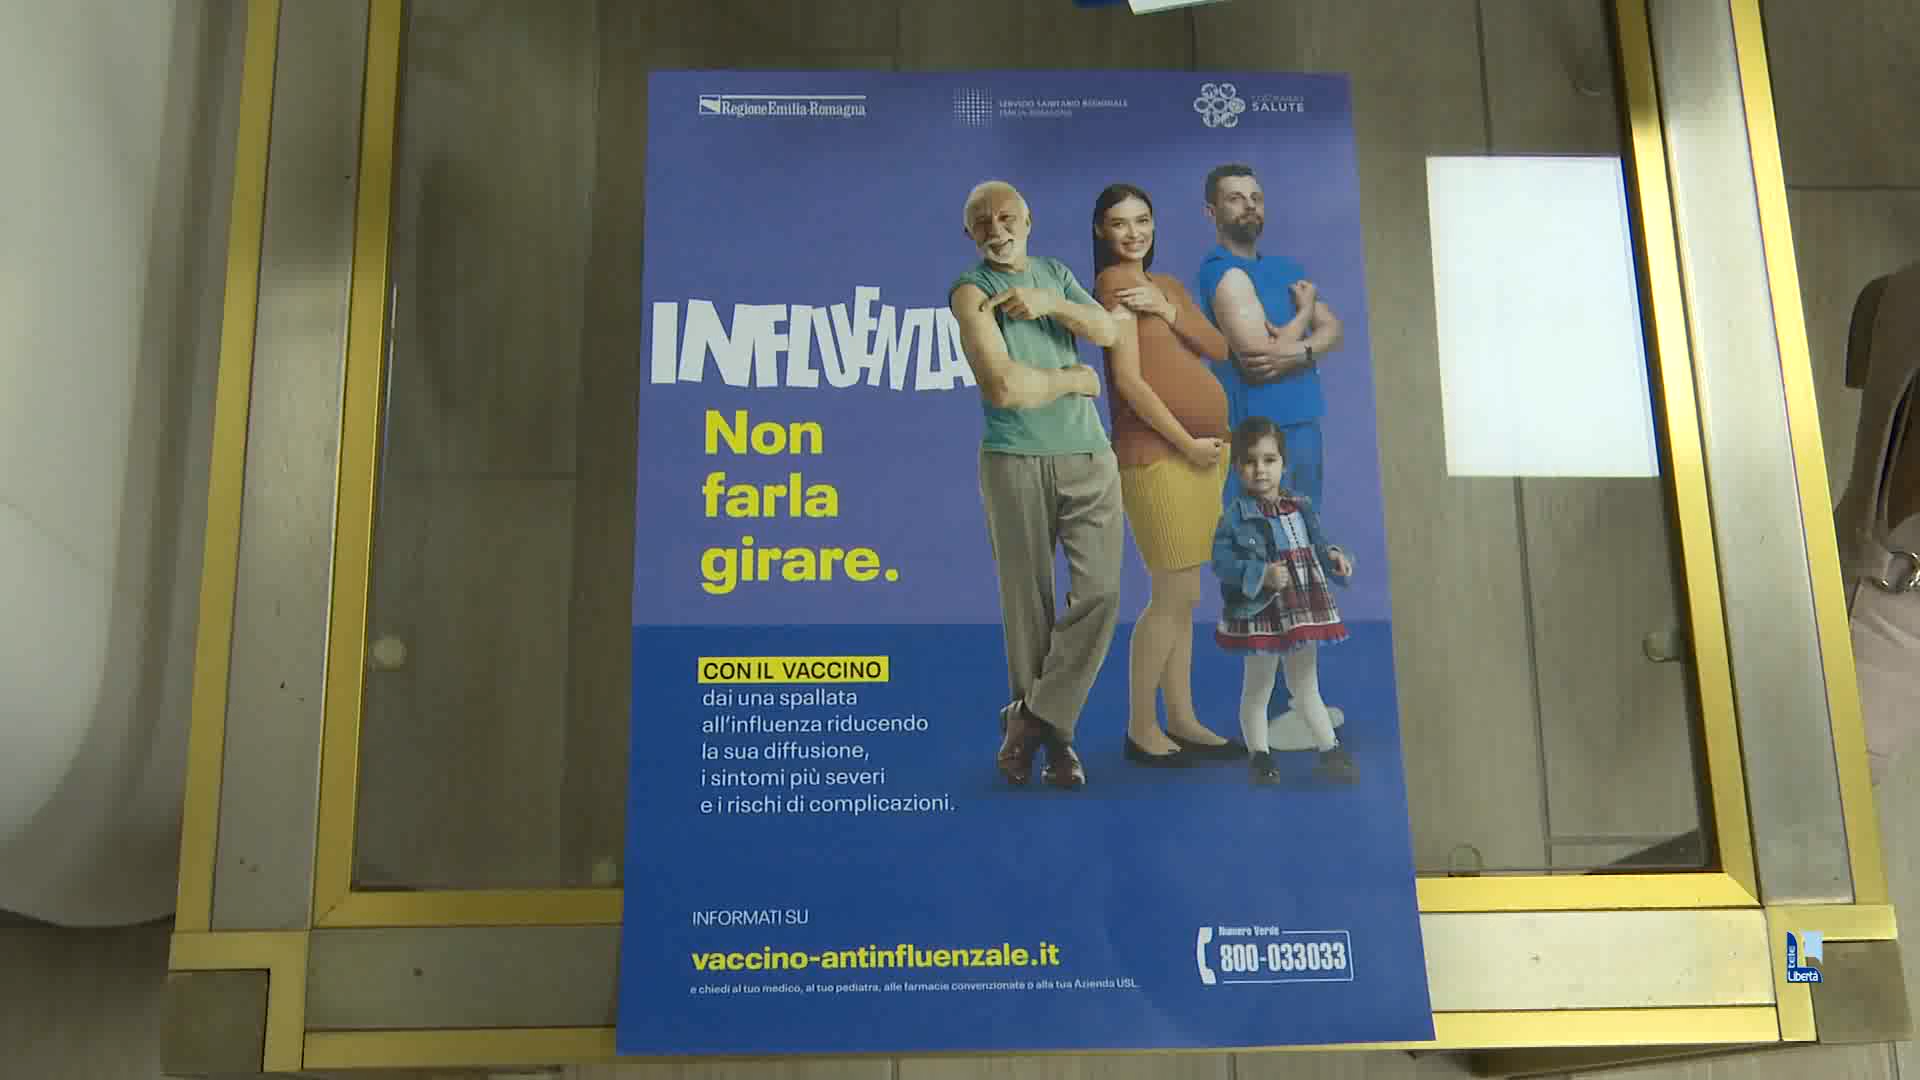 RegioneEmilia-Romagna
SERVIZIO SANITARIO REGIONALE
EMILIA-ROMAGNA
SALUTE
INFLUENZA
Non
farla
girare.
CON IL VACCINO
dai una spallata
all'influenza riducendo
la sua diffusione,
i sintomi più severi
e i rischi di complicazioni.
INFORMATI SU
vaccino-antinfluenzale.it
e chiedi al tuo medico, al tuo pediatra, alle farmacie convenzionate o alla tua Azienda USL.
Numero Verde
800-033033
tele
Libertà